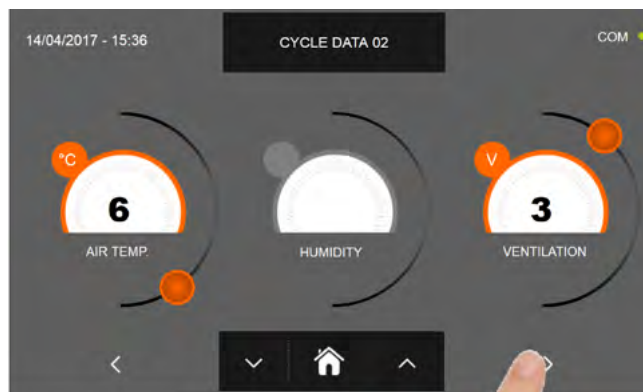 14/04/2017 - 15:36
CYCLE DATA 02
COM
°C
V
6
3
AIR TEMP.
HUMIDITY
VENTILATION